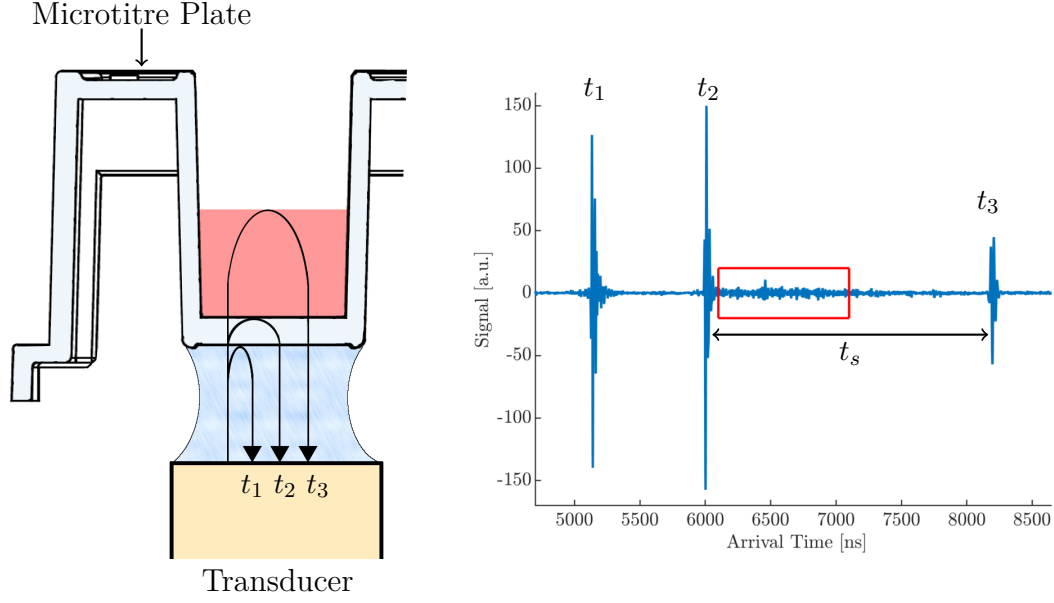 Microtitre Plate
t1 t2 t3
Transducer
t1
t2
t3
ts
Signal [a.u.]
150
100
50
0
-50
-100
-150
5000 5500 6000 6500 7000 7500 8000 8500
Arrival Time [ns]